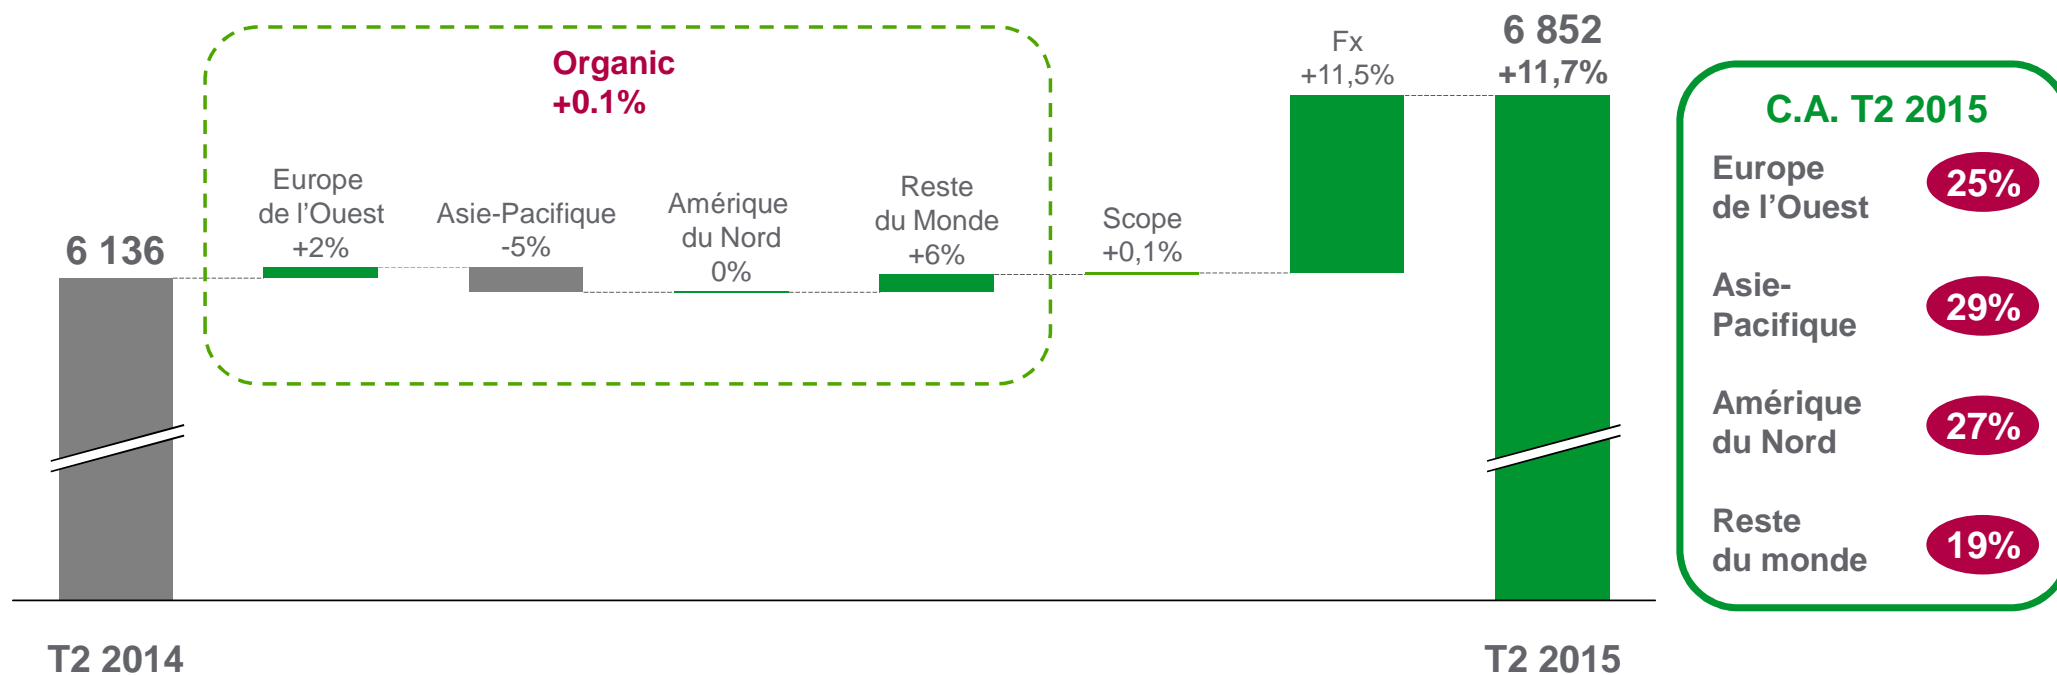 6 136
Organic
+0.1%
Europe
de l’Ouest
+2%
Asie-Pacifique
-5%
Amérique
du Nord
0%
Reste
du Monde
+6%
Scope
+0,1%
Fx
+11,5%
6 852
+11,7%
T2 2014
T2 2015
C.A. T2 2015
Europe
de l’Ouest
25%
Asie-
Pacifique
29%
Amérique
du Nord
27%
Reste
du monde
19%